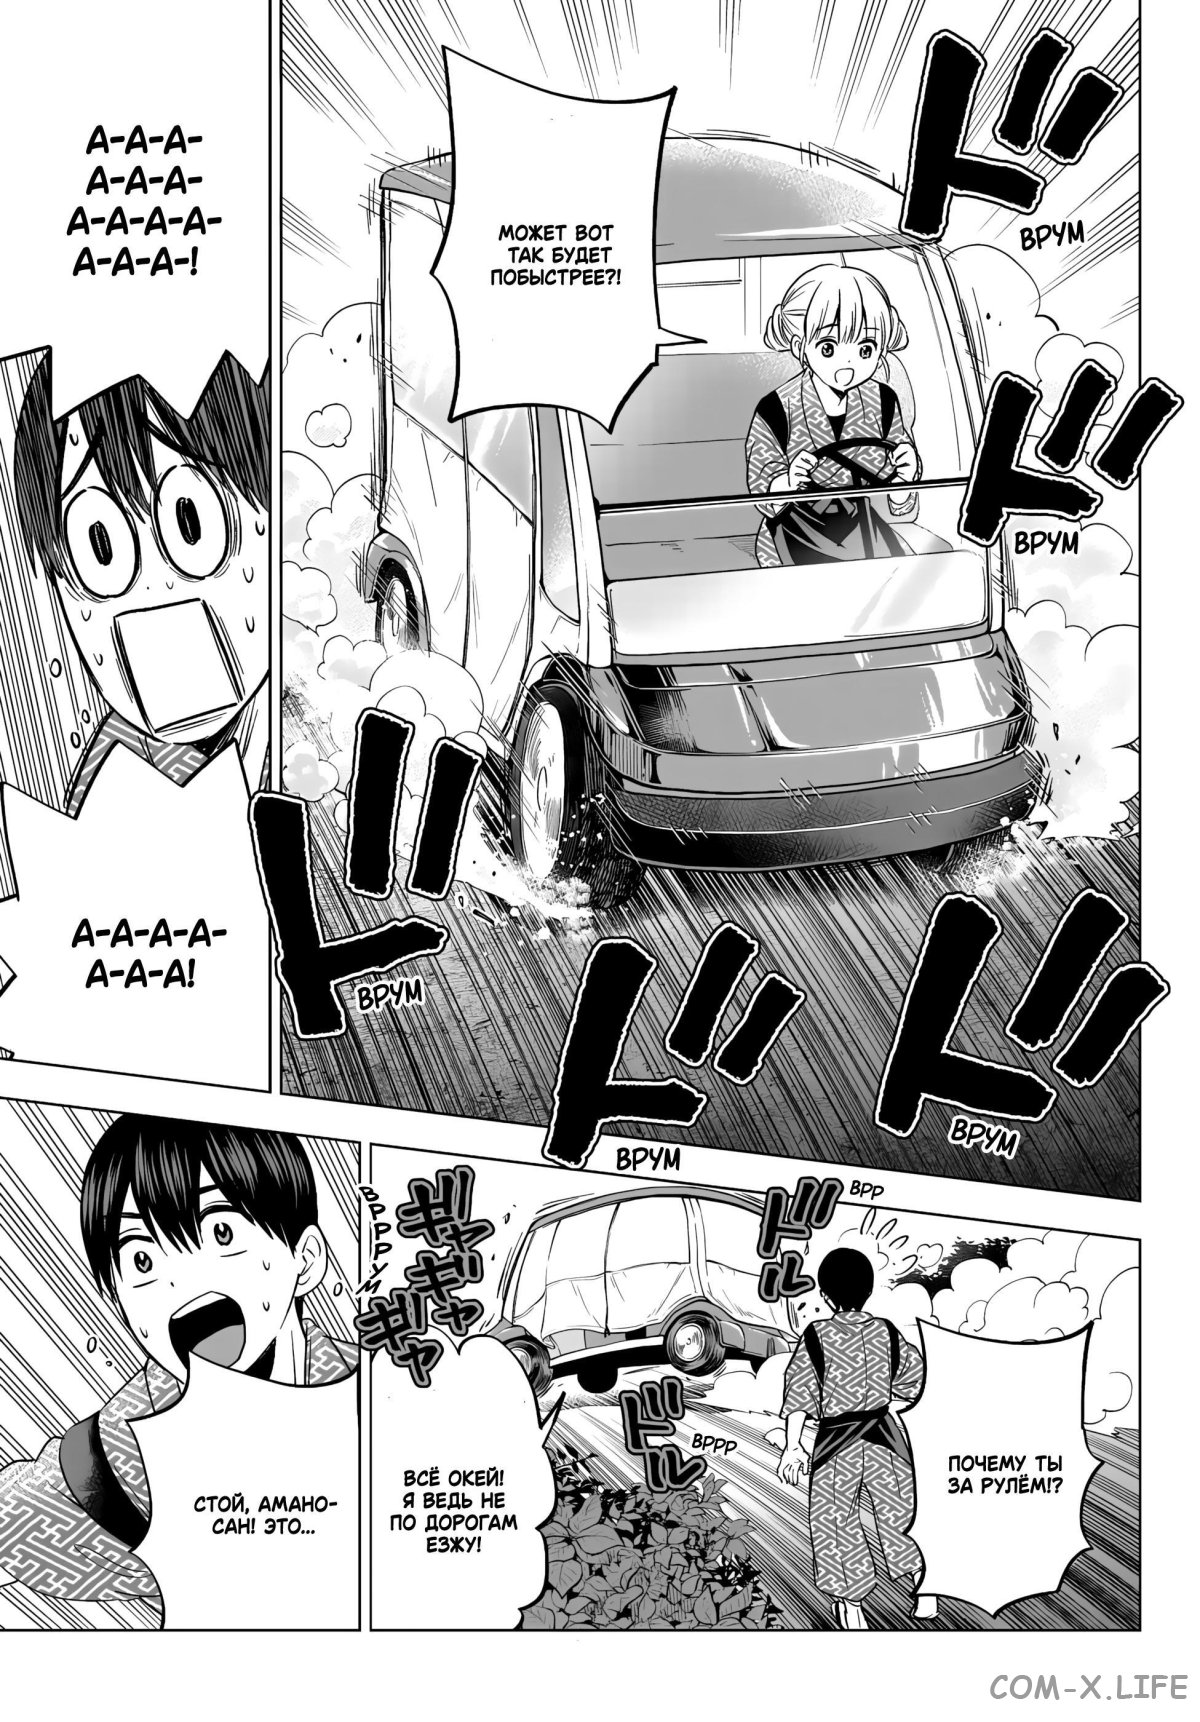 ド
ВРУМ
МОЖЕТ ВОТ
ТАК БУДЕТ
ПОБЫСТРЕЕ?!
ド
ВРУМ
ド
ВРУМ
ド
ВРУМ
ド
ВРУМ
А-А-А-
А-А-А-
А-А-А-А-
А-А-А-!
А-А-А-А-
А-А-А!
ПОЧЕМУ ТЫ
ЗА РУЛЁМ!?
ドル
ВРР
ドル
ВРРР
ギャ
ギャ
ギャ
ВРРРУМ
ВСЁ ОКЕЙ!
Я ВЕДЬ НЕ
ПО ДОРОГАМ
ЕЗЖУ!
СТОЙ, АМАНО-
САН! ЭТО...
COM-X.LIFE